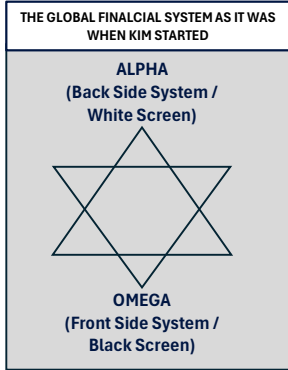 THE GLOBAL FINALCIAL SYSTEM AS IT WAS
WHEN KIM STARTED
ALPHA
(Back Side System /
White Screen)
OMEGA
(Front Side System /
Black Screen)